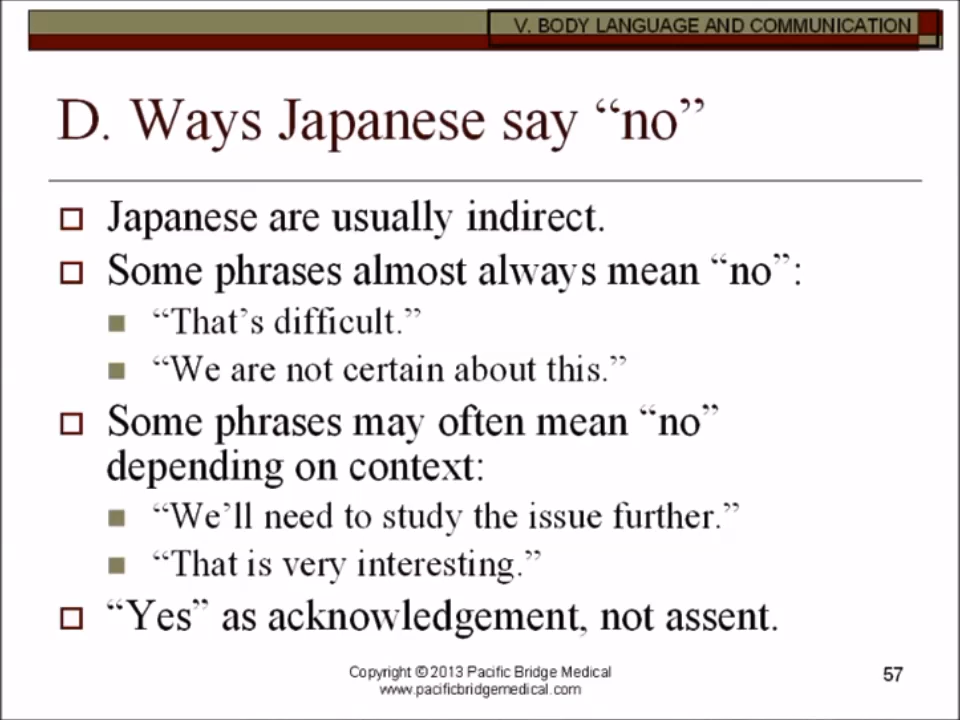 V. BODY LANGUAGE AND COMMUNICATION
D. Ways Japanese say “no”
Japanese are usually indirect.
Some phrases almost always mean “no”:
“That’s difficult.”
“We are not certain about this.”
Some phrases may often mean “no”
depending on context:
“We’ll need to study the issue further.”
“That is very interesting.”
“Yes” as acknowledgement, not assent.
Copyright © 2013 Pacific Bridge Medical
www.pacificbridgemedical.com
57